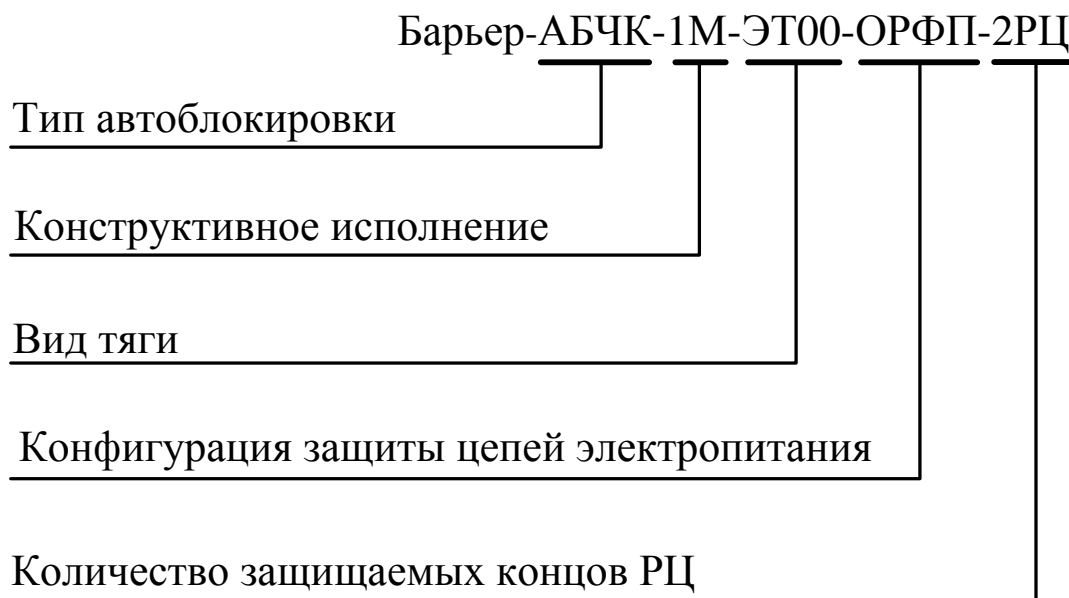 Барьер-АБЧК-1М-ЭТ00-ОРФП-2РЦ
Тип автоблокировки
Конструктивное исполнение
Вид тяги
Конфигурация защиты цепей электропитания
Количество защищаемых концов РЦ